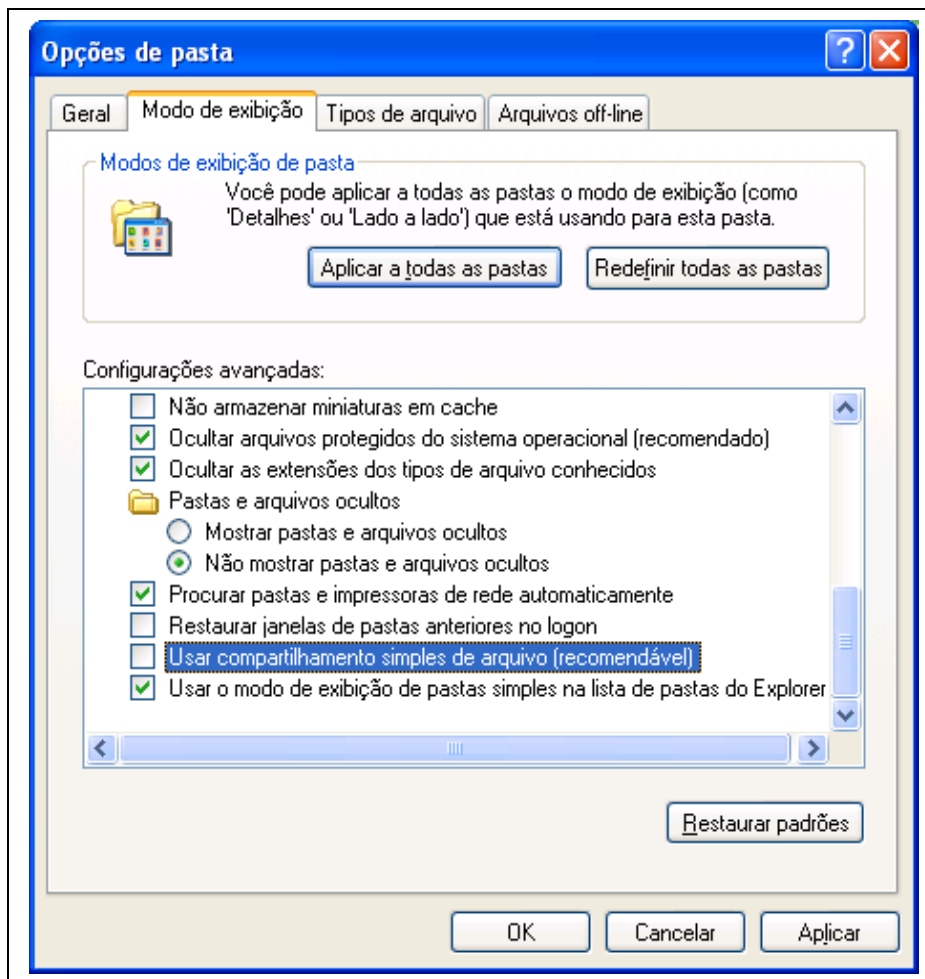 Opções de pasta
Geral
Modo de exibição
Tipos de arquivo
Arquivos off-line
Modos de exibição de pasta
Você pode aplicar a todas as pastas o modo de exibição (como
'Detalhes' ou 'Lado a lado') que está usando para esta pasta.
Aplicar a todas as pastas
Redefinir todas as pastas
Configurações avançadas:
Não armazenar miniaturas em cache
Ocultar arquivos protegidos do sistema operacional (recomendado)
Ocultar as extensões dos tipos de arquivo conhecidos
Pastas e arquivos ocultos
Mostrar pastas e arquivos ocultos
Não mostrar pastas e arquivos ocultos
Procurar pastas e impressoras de rede automaticamente
Restaurar janelas de pastas anteriores no logon
Usar compartilhamento simples de arquivo (recomendável)
Usar o modo de exibição de pastas simples na lista de pastas do Explorer
Restaurar padrões
OK
Cancelar
Aplicar